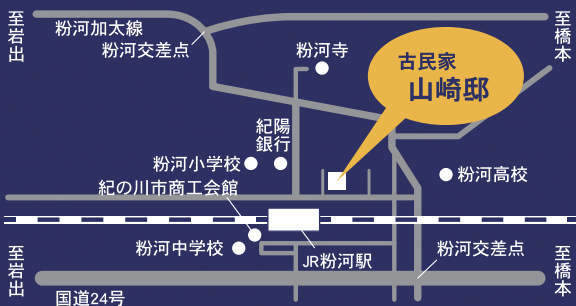 至岩出
粉河加太線
粉河交差点
粉河寺
至橋本
古民家
山崎邸
紀陽
銀行
粉河小学校
粉河高校
紀の川市商工会館
粉河中学校
JR粉河駅
粉河交差点
至岩出
至橋本
国道24号